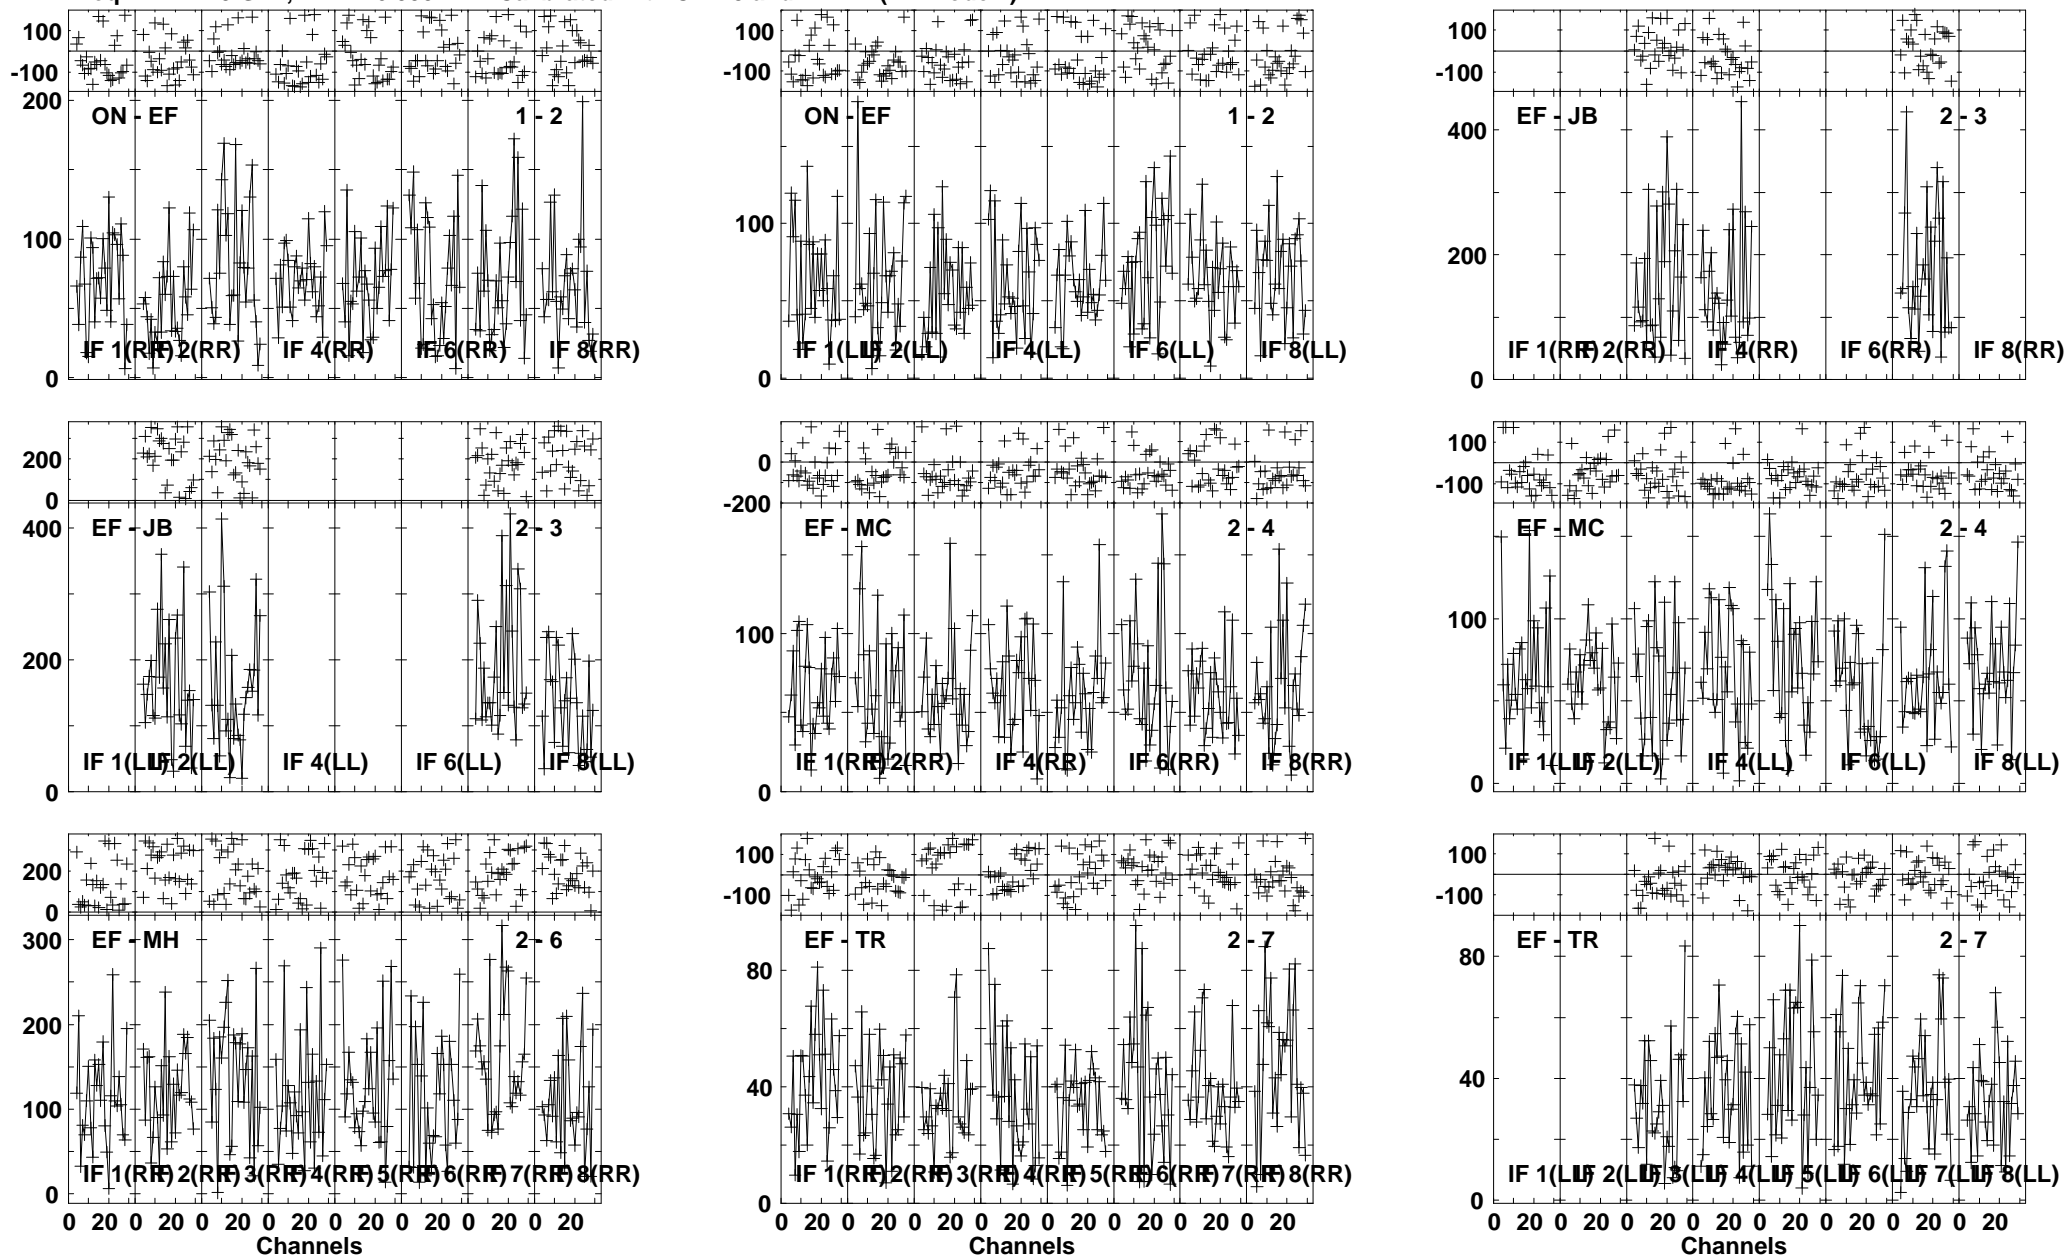 100
-100
200
100
0
ON - EF 1 - 2
IF 1(RR) IF 2(RR) IF 4(RR) IF 6(RR) IF 8(RR)
100
-100
100
0
ON - EF 1 - 2
IF 1(LL) IF 2(LL) IF 4(LL) IF 6(LL) IF 8(LL)
100
-100
400
200
0
EF - JB 2 - 3
IF 1(RR) IF 2(RR) IF 4(RR) IF 6(RR) IF 8(RR)
200
0
400
200
0
EF - JB 2 - 3
IF 1(LL) IF 2(LL) IF 4(LL) IF 6(LL) IF 8(LL)
0
-200
100
0
EF - MC 2 - 4
IF 1(RR) IF 2(RR) IF 4(RR) IF 6(RR) IF 8(RR)
100
-100
100
0
EF - MC 2 - 4
IF 1(LL) IF 2(LL) IF 4(LL) IF 6(LL) IF 8(LL)
200
0
300
200
100
0
EF - MH 2 - 6
IF 1(RR) IF 2(RR) IF 3(RR) IF 4(RR) IF 5(RR) IF 6(RR) IF 7(RR) IF 8(RR)
0 20 0 20 0 20 0 20 0 20 0 20 0 20 0 20
Channels
100
-100
80
40
0
EF - TR 2 - 7
IF 1(RR) IF 2(RR) IF 3(RR) IF 4(RR) IF 5(RR) IF 6(RR) IF 7(RR) IF 8(RR)
0 20 0 20 0 20 0 20 0 20 0 20 0 20 0 20
Channels
100
-100
80
40
0
EF - TR 2 - 7
IF 1(LL) IF 2(LL) IF 3(LL) IF 4(LL) IF 5(LL) IF 6(LL) IF 7(LL) IF 8(LL)
0 20 0 20 0 20 0 20 0 20 0 20 0 20 0 20
Channels